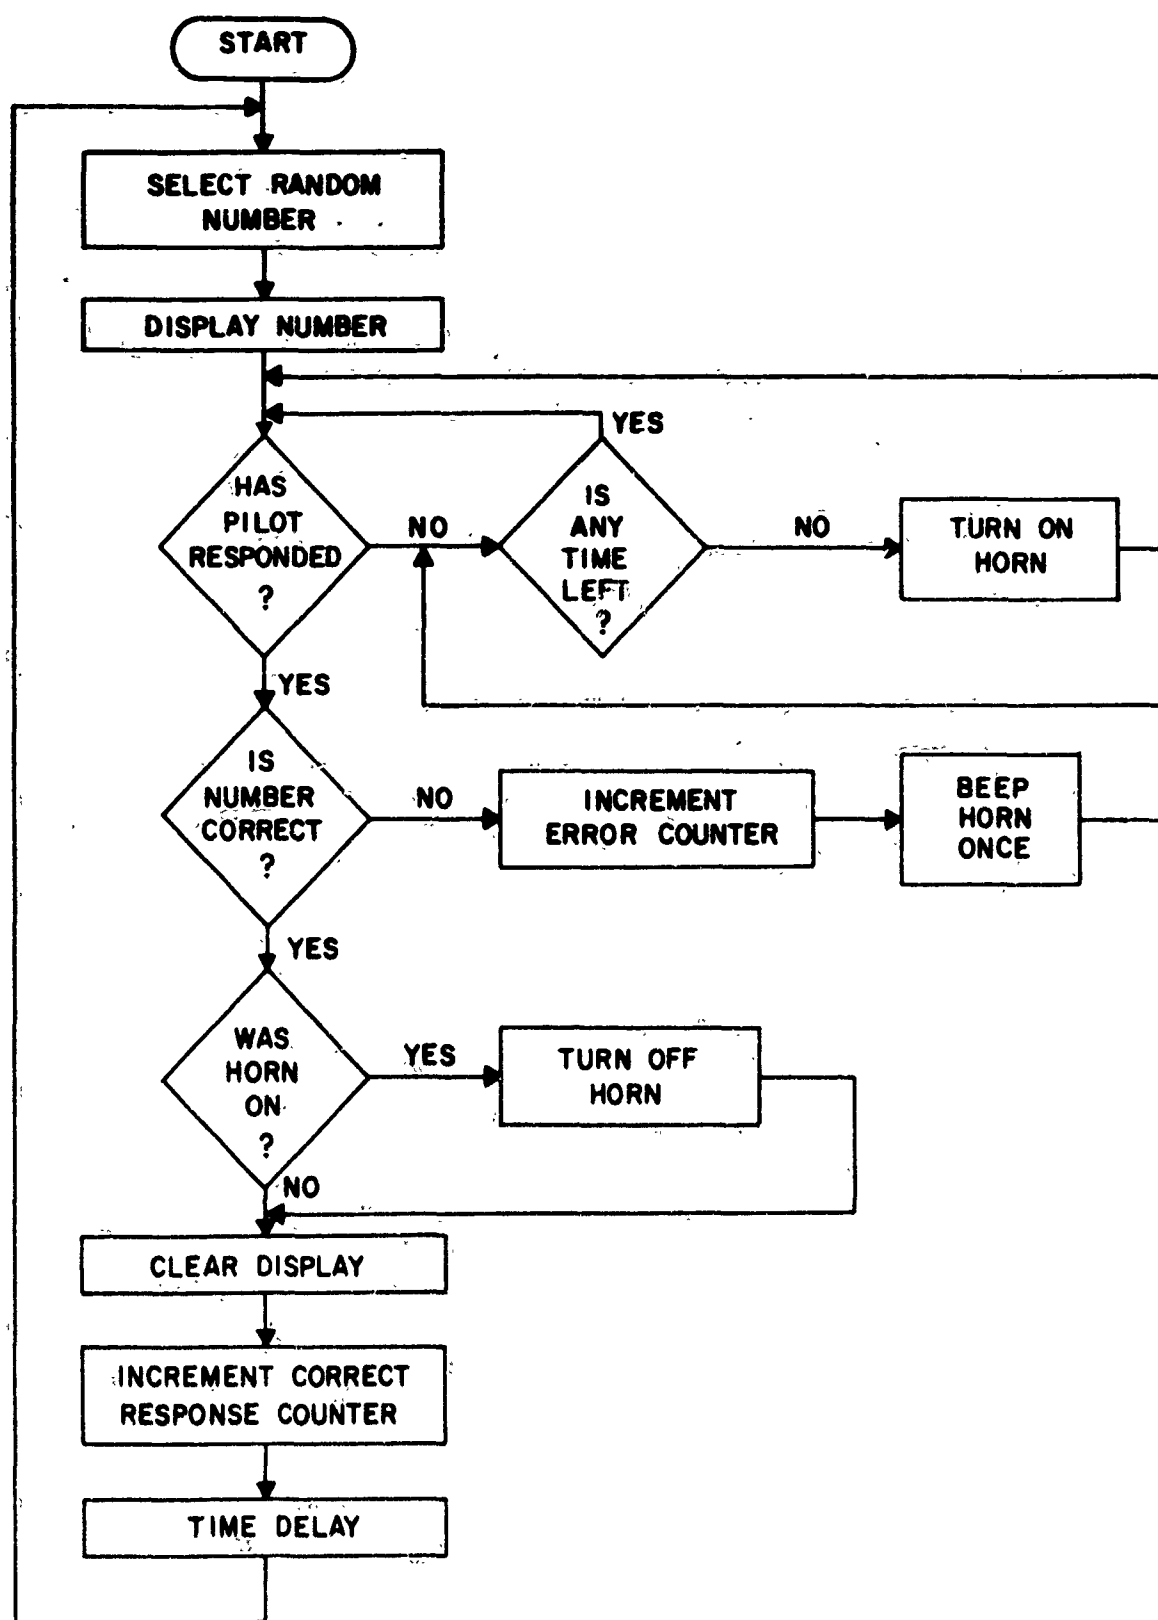 START
SELECT RANDOM
NUMBER
DISPLAY NUMBER
YES
HAS
PILOT
RESPONDED
?
NO
IS
ANY
TIME
LEFT
?
NO
TURN ON
HORN
YES
IS
NUMBER
CORRECT
?
NO
INCREMENT
ERROR COUNTER
BEEP
HORN
ONCE
YES
WAS
HORN
ON
?
YES
TURN OFF
HORN
NO
CLEAR DISPLAY
INCREMENT CORRECT
RESPONSE COUNTER
TIME DELAY